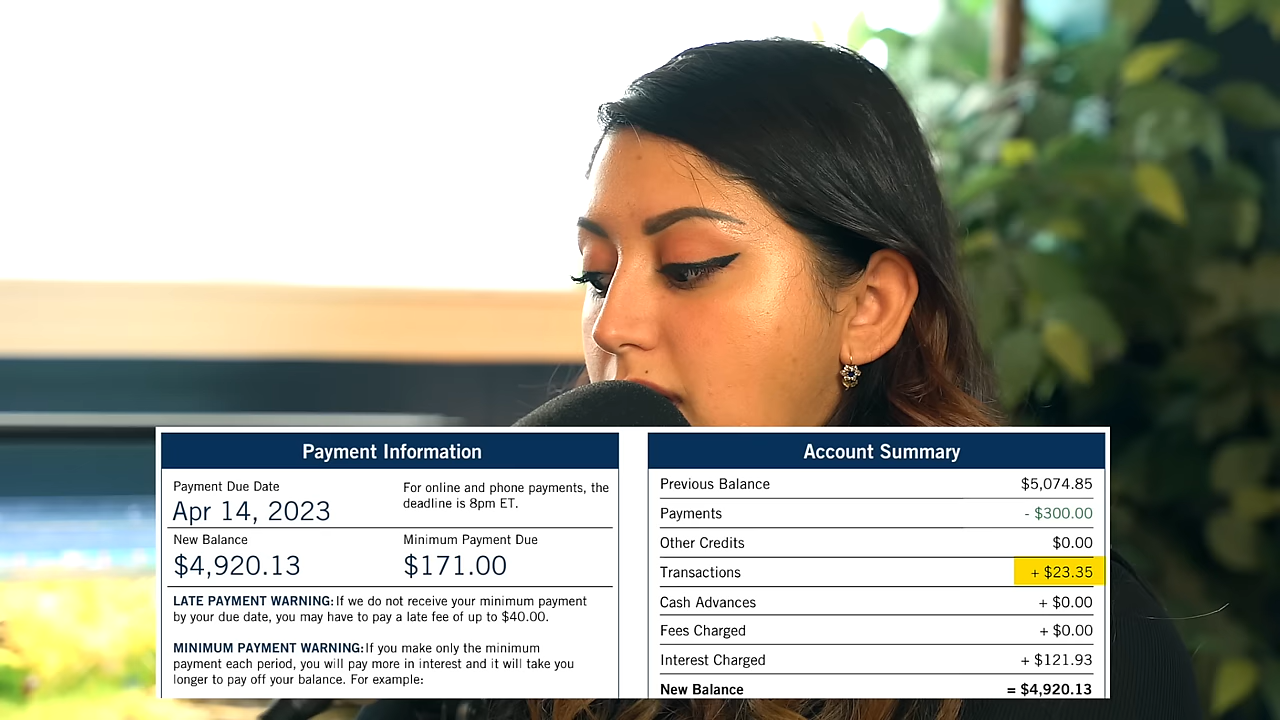 Payment Information
Payment Due Date
Apr 14, 2023
For online and phone payments, the
deadline is 8pm ET.
New Balance
$4,920.13
Minimum Payment Due
$171.00
LATE PAYMENT WARNING: If we do not receive your minimum payment
by your due date, you may have to pay a late fee of up to $40.00.
MINIMUM PAYMENT WARNING: If you make only the minimum
payment each period, you will pay more in interest and it will take you
longer to pay off your balance. For example:
Account Summary
Previous Balance $5,074.85
Payments - $300.00
Other Credits $0.00
Transactions + $23.35
Cash Advances + $0.00
Fees Charged + $0.00
Interest Charged + $121.93
New Balance = $4,920.13